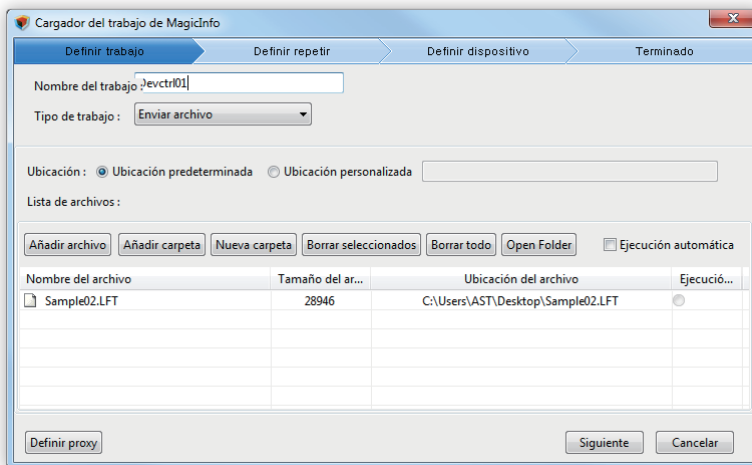 Cargador del trabajo de MagicInfo
Definir trabajo Definir repetir Definir dispositivo Terminado
Nombre del trabajo : Devctrl01
Tipo de trabajo : Enviar archivo
Ubicación : Ubicación predeterminada Ubicación personalizada
Lista de archivos :
Añadir archivo Añadir carpeta Nueva carpeta Borrar seleccionados Borrar todo Open Folder Ejecución automática
Nombre del archivo Tamaño del ar... Ubicación del archivo Ejecució...
Sample02.LFT 28946 C:\Users\AST\Desktop\Sample02.LFT
Definir proxy Siguiente Cancelar